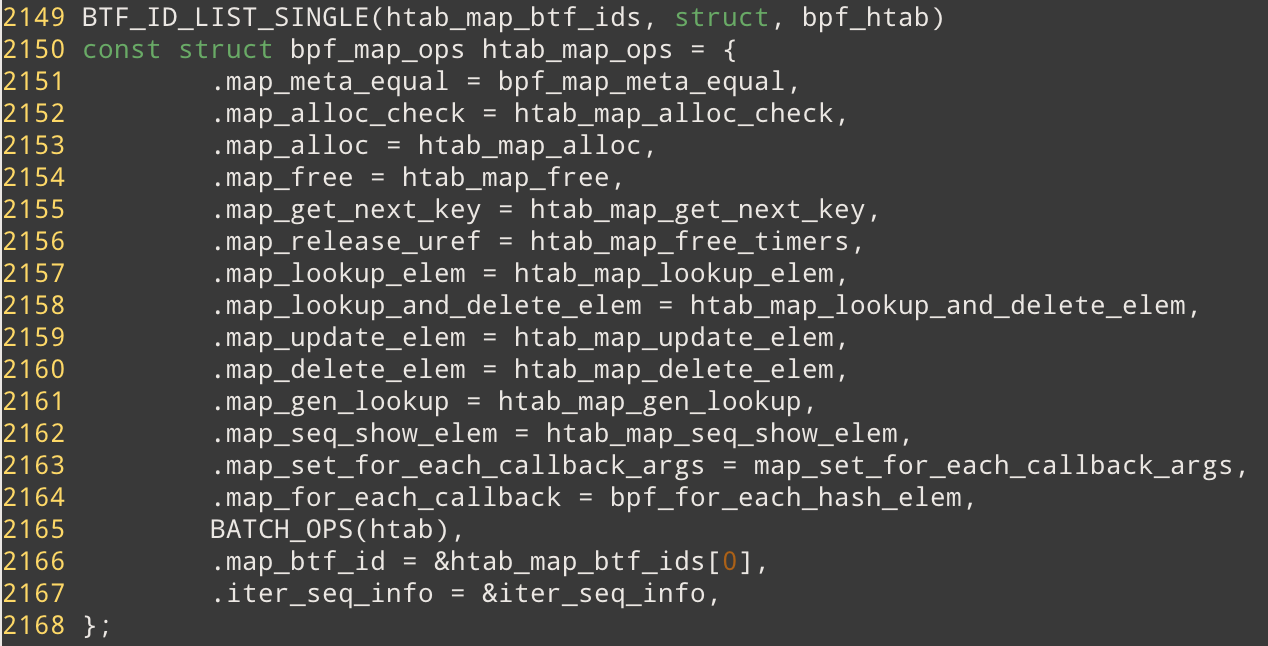 2149 BTF_ID_LIST_SINGLE(htab_map_btf_ids, struct, bpf_htab)
2150 const struct bpf_map_ops htab_map_ops = {
2151         .map_meta_equal = bpf_map_meta_equal,
2152         .map_alloc_check = htab_map_alloc_check,
2153         .map_alloc = htab_map_alloc,
2154         .map_free = htab_map_free,
2155         .map_get_next_key = htab_map_get_next_key,
2156         .map_release_uref = htab_map_free_timers,
2157         .map_lookup_elem = htab_map_lookup_elem,
2158         .map_lookup_and_delete_elem = htab_map_lookup_and_delete_elem,
2159         .map_update_elem = htab_map_update_elem,
2160         .map_delete_elem = htab_map_delete_elem,
2161         .map_gen_lookup = htab_map_gen_lookup,
2162         .map_seq_show_elem = htab_map_seq_show_elem,
2163         .map_set_for_each_callback_args = map_set_for_each_callback_args,
2164         .map_for_each_callback = bpf_for_each_hash_elem,
2165         BATCH_OPS(htab),
2166         .map_btf_id = &htab_map_btf_ids[0],
2167         .iter_seq_info = &iter_seq_info,
2168 };